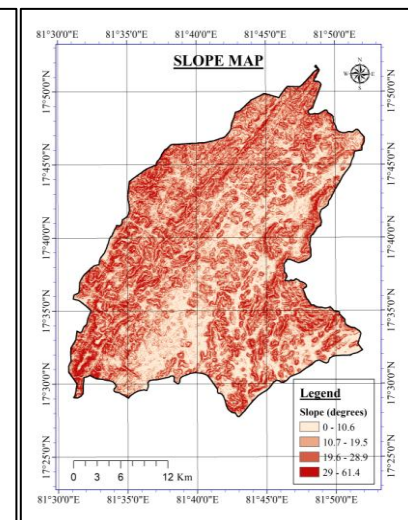 81°30'0"E 81°35'0"E 81°40'0"E 81°45'0"E 81°50'0"E
SLOPE MAP
N
W E
S
17°50'0"N 17°50'0"N
17°45'0"N 17°45'0"N
17°40'0"N 17°40'0"N
17°35'0"N 17°35'0"N
17°30'0"N 17°30'0"N
17°25'0"N 17°25'0"N
Legend
Slope (degrees)
0 - 10.6
10.7 - 19.5
19.6 - 28.9
29 - 61.4
0 3 6 12 Km
81°30'0"E 81°35'0"E 81°40'0"E 81°45'0"E 81°50'0"E